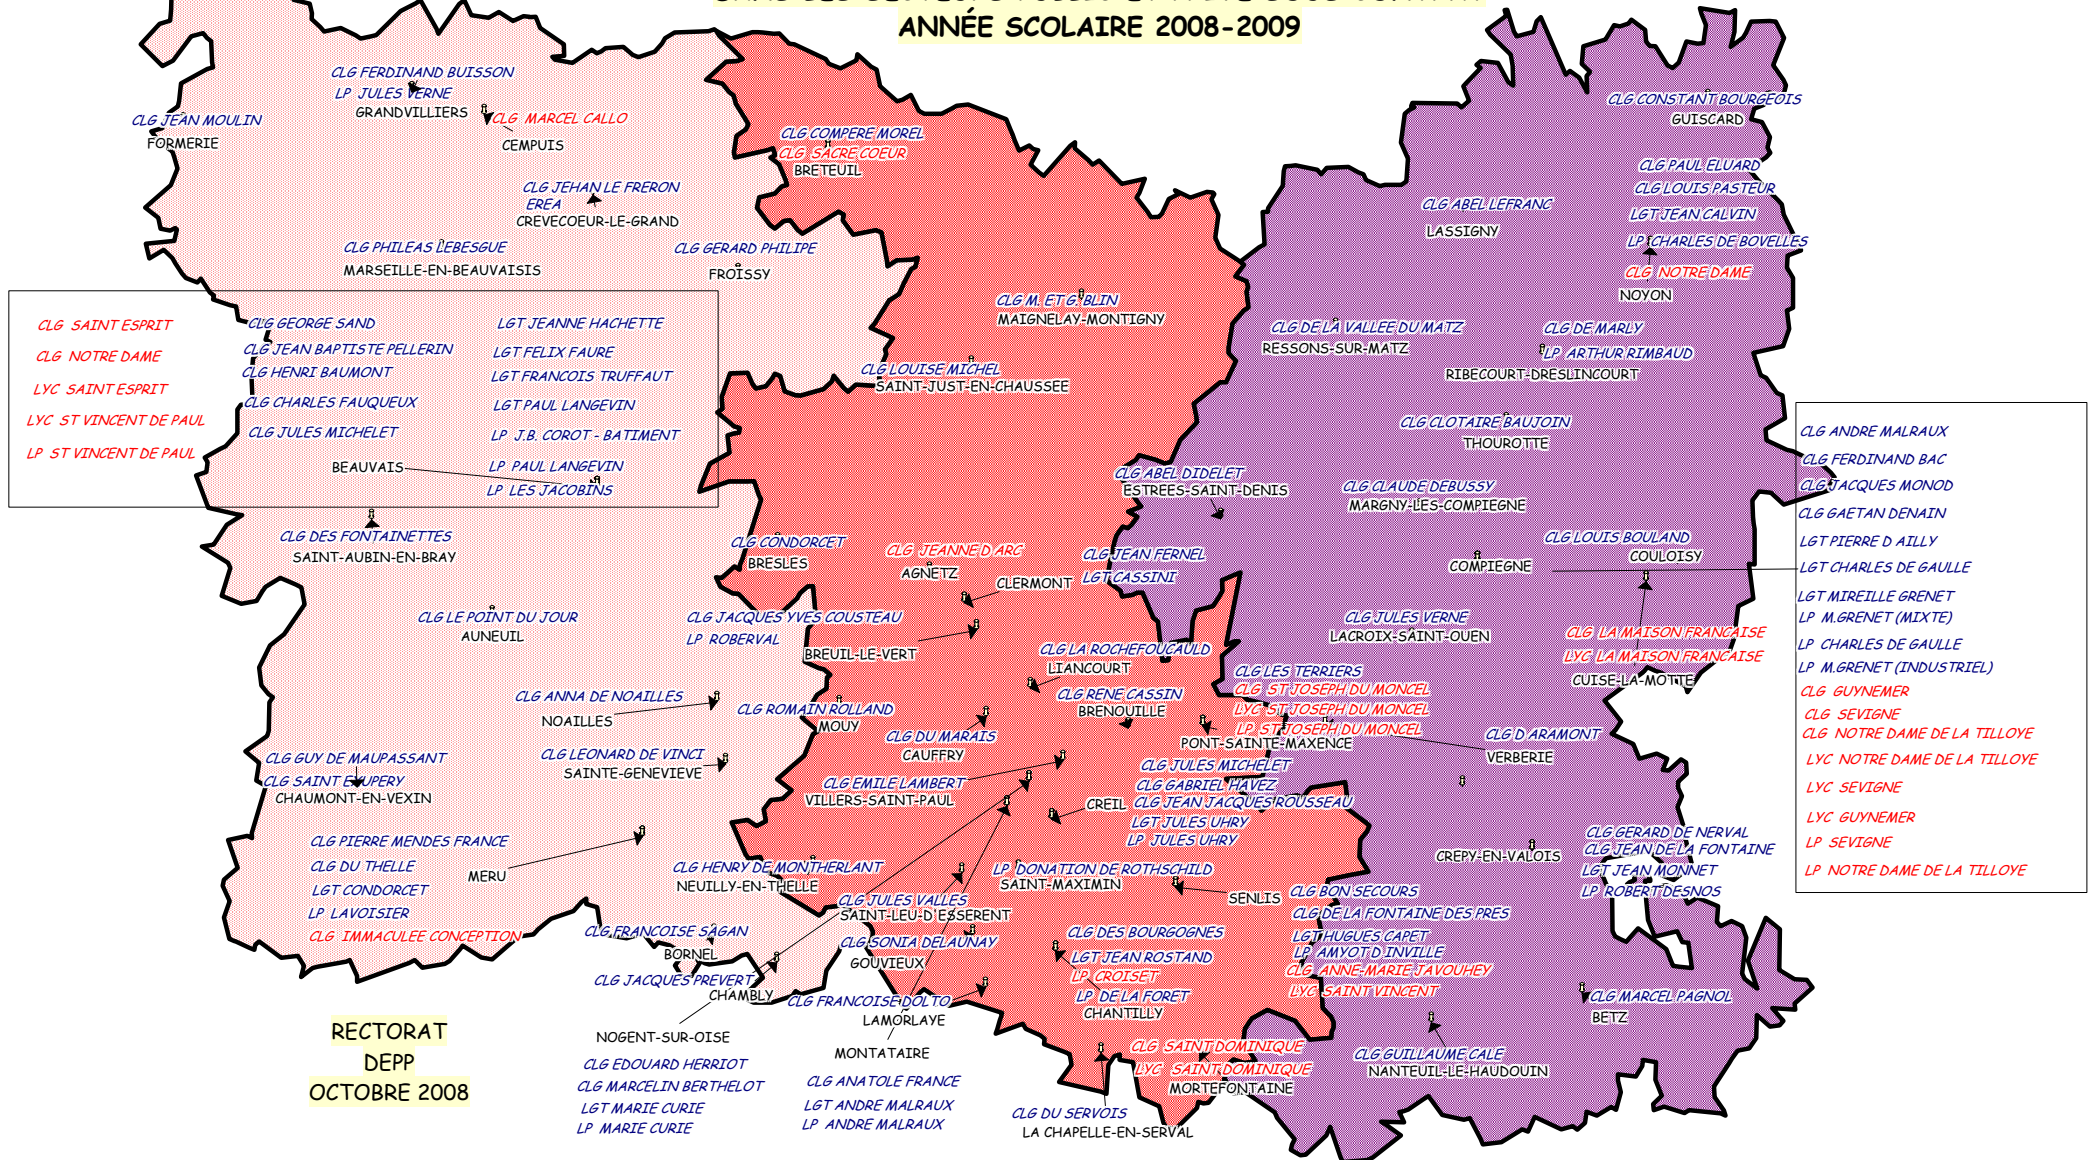 ANNÉE SCOLAIRE 2008-2009
CLG FERDINAND BUISSON
LP JULES VERNE
GRANDVILLIERS
CLG JEAN MOULIN
FORMERIE
CLG MARCEL CALLO
CEMPUIS
CLG JEHAN LE FRERON
EREA
CREVECOEUR-LE-GRAND
CLG PHILEAS LEBESGUE
MARSEILLE-EN-BEAUVAISIS
CLG GERARD PHILIPE
FROISSY
CLG COMPERE MOREL
CLG SACRE COEUR
BRETEUIL
CLG M. ET G. BLIN
MAIGNELAY-MONTIGNY
CLG LOUISE MICHEL
SAINT-JUST-EN-CHAUSSEE
CLG CONSTANT BOURGEOIS
GUISCARD
CLG PAUL ELUARD
CLG LOUIS PASTEUR
LGT JEAN CALVIN
LP CHARLES DE BOVELLES
CLG NOTRE DAME
NOYON
CLG ABEL LEFRANC
LASSIGNY
CLG DE LA VALLEE DU MATZ
RESSONS-SUR-MATZ
CLG DE MARLY
LP ARTHUR RIMBAUD
RIBECOURT-DRESLINCOURT
CLG CLOTAIRE BAUJOIN
THOUROTTE
CLG ABEL DIDELET
ESTREES-SAINT-DENIS
CLG CLAUDE DEBUSSY
MARGNY-LES-COMPIEGNE
CLG SAINT ESPRIT
CLG NOTRE DAME
LYC SAINT ESPRIT
LYC ST VINCENT DE PAUL
LP ST VINCENT DE PAUL
CLG GEORGE SAND
CLG JEAN BAPTISTE PELLERIN
CLG HENRI BAUMONT
CLG CHARLES FAUQUEUX
CLG JULES MICHELET
BEAUVAIS
LGT JEANNE HACHETTE
LGT FELIX FAURE
LGT FRANCOIS TRUFFAUT
LGT PAUL LANGEVIN
LP J.B. COROT - BATIMENT
LP PAUL LANGEVIN
LP LES JACOBINS
CLG DES FONTAINETTES
SAINT-AUBIN-EN-BRAY
CLG LE POINT DU JOUR
AUNEUIL
CLG CONDORCET
BRESLES
CLG JEANNE D ARC
AGNETZ
CLERMONT
CLG JEAN FERNEL
LGT CASSINI
CLG JACQUES YVES COUSTEAU
LP ROBERVAL
BREUIL-LE-VERT
CLG LA ROCHEFOUCAULD
LIANCOURT
CLG RENE CASSIN
BRENOUILLE
CLG LOUIS BOULAND
COULOISY
COMPIEGNE
CLG JULES VERNE
LACROIX-SAINT-OUEN
CLG LA MAISON FRANCAISE
LYC LA MAISON FRANCAISE
CUISE-LA-MOTTE
CLG ANDRE MALRAUX
CLG FERDINAND BAC
CLG JACQUES MONOD
CLG GAETAN DENAIN
LGT PIERRE D AILLY
LGT CHARLES DE GAULLE
LGT MIREILLE GRENET
LP M.GRENET (MIXTE)
LP CHARLES DE GAULLE
LP M.GRENET (INDUSTRIEL)
CLG GUYNEMER
CLG SEVIGNE
CLG NOTRE DAME DE LA TILLOYE
LYC NOTRE DAME DE LA TILLOYE
LYC SEVIGNE
LYC GUYNEMER
LP SEVIGNE
LP NOTRE DAME DE LA TILLOYE
CLG LES TERRIERS
CLG ST JOSEPH DU MONCEL
LYC ST JOSEPH DU MONCEL
LP ST JOSEPH DU MONCEL
PONT-SAINTE-MAXENCE
CLG D ARAMONT
VERBERIE
CLG ANNA DE NOAILLES
NOAILLES
CLG ROMAIN ROLLAND
MOUY
CLG DU MARAIS
CAUFFRY
CLG LEONARD DE VINCI
SAINTE-GENEVIEVE
CLG GUY DE MAUPASSANT
CLG SAINT EXUPERY
CHAUMONT-EN-VEXIN
CLG EMILE LAMBERT
VILLERS-SAINT-PAUL
CREIL
CLG JULES MICHELET
CLG GABRIEL HAVEZ
CLG JEAN JACQUES ROUSSEAU
LGT JULES UHRY
LP JULES UHRY
CLG PIERRE MENDES FRANCE
CLG DU THELLE
LGT CONDORCET
LP LAVOISIER
CLG IMMACULEE CONCEPTION
MERU
CLG HENRY DE MONTHERLANT
NEUILLY-EN-THELLE
LP DONATION DE ROTHSCHILD
SAINT-MAXIMIN
CREPY-EN-VALOIS
CLG GERARD DE NERVAL
CLG JEAN DE LA FONTAINE
LGT JEAN MONNET
LP ROBERT DESNOS
SENLIS
CLG BON SECOURS
CLG DE LA FONTAINE DES PRES
LGT HUGUES CAPET
LP AMYOT D INVILLE
CLG ANNE-MARIE JAVOUHEY
LYC SAINT VINCENT
CLG JULES VALLES
SAINT-LEU-D'ESSERENT
CLG SONIA DELAUNAY
GOUVIEUX
CLG DES BOURGOGNES
LGT JEAN ROSTAND
LP CROISET
LP DE LA FORET
CHANTILLY
CLG FRANCOISE SAGAN
BORNEL
CLG JACQUES PREVERT
CHAMBLY
CLG FRANCOISE DOLTO
LAMORLAYE
CLG MARCEL PAGNOL
BETZ
CLG GUILLAUME CALE
NANTEUIL-LE-HAUDOUIN
CLG SAINT DOMINIQUE
LYC SAINT DOMINIQUE
MORTEFONTAINE
CLG DU SERVOIS
LA CHAPELLE-EN-SERVAL
NOGENT-SUR-OISE
CLG EDOUARD HERRIOT
CLG MARCELIN BERTHELOT
LGT MARIE CURIE
LP MARIE CURIE
MONTATAIRE
CLG ANATOLE FRANCE
LGT ANDRE MALRAUX
LP ANDRE MALRAUX
RECTORAT
DEPP
OCTOBRE 2008